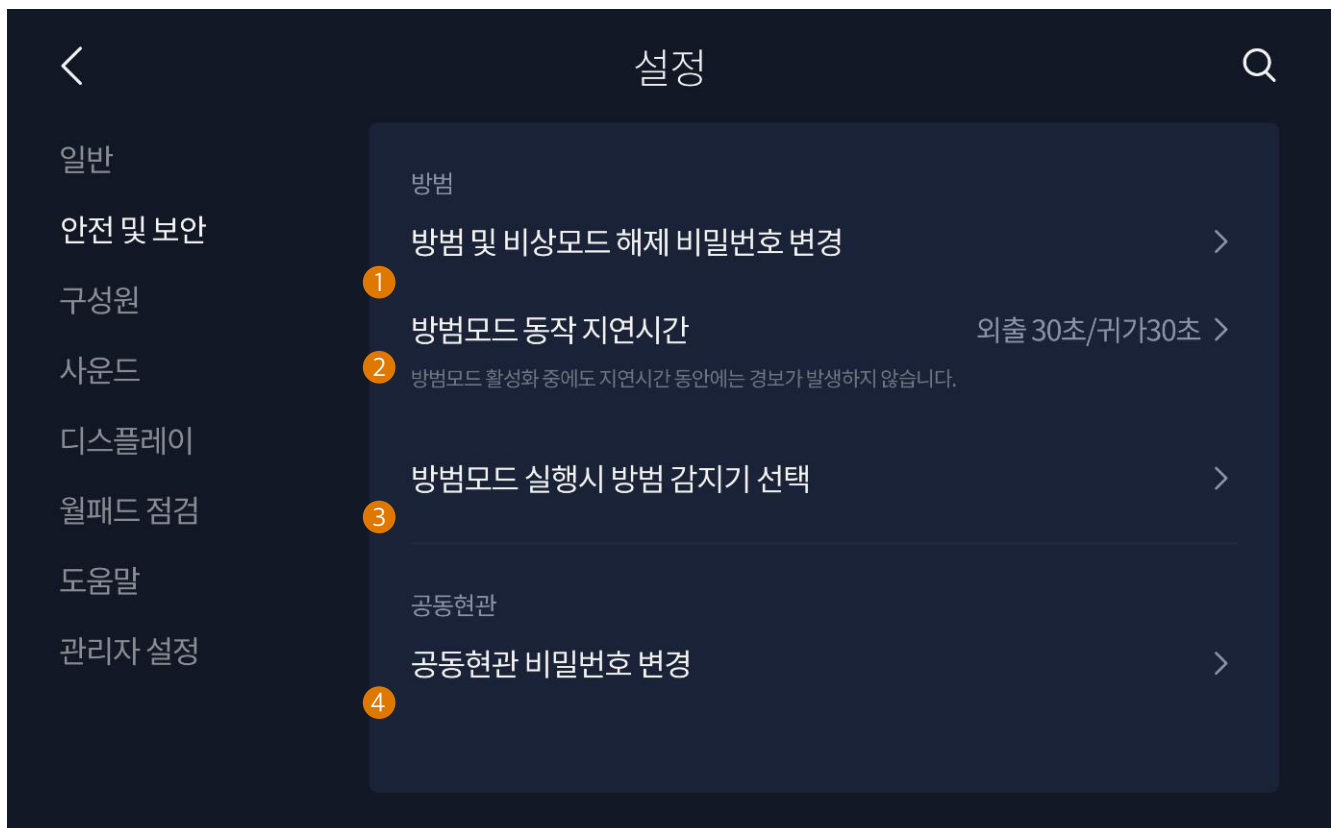 설정
일반
안전 및 보안
구성원
사운드
디스플레이
월패드 점검
도움말
관리자 설정
방범
방범 및 비상모드 해제 비밀번호 변경
1
방범모드 동작 지연시간 외출 30초/귀가30초
2
방범모드 활성화 중에도 지연시간 동안에는 경보가 발생하지 않습니다.
방범모드 실행시 방범 감지기 선택
3
공동현관
공동현관 비밀번호 변경
4